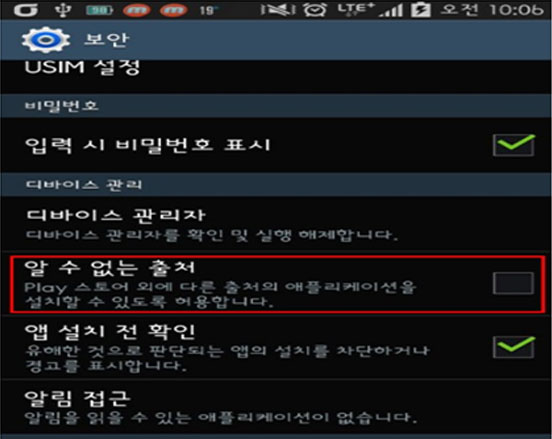 19° LTE+ 오전 10:06
보안
USIM 설정
비밀번호
입력 시 비밀번호 표시
디바이스 관리
디바이스 관리자
디바이스 관리자를 확인 및 실행 해제합니다.
알 수 없는 출처
Play 스토어 외에 다른 출처의 애플리케이션을
설치할 수 있도록 허용합니다.
앱 설치 전 확인
유해한 것으로 판단되는 앱의 설치를 차단하거나
경고를 표시합니다.
알림 접근
알림을 읽을 수 있는 애플리케이션이 없습니다.